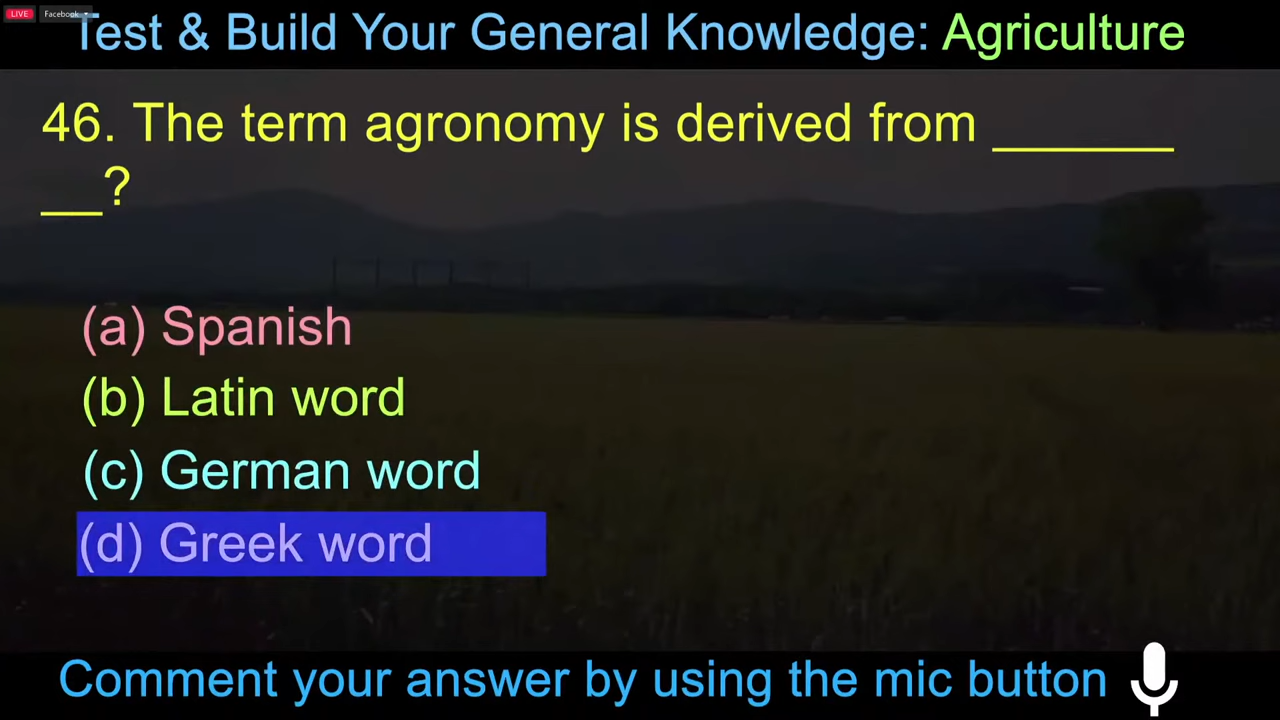 LIVE Facebook
Test & Build Your General Knowledge: Agriculture
46. The term agronomy is derived from _______
__?
(a) Spanish
(b) Latin word
(c) German word
(d) Greek word
Comment your answer by using the mic button